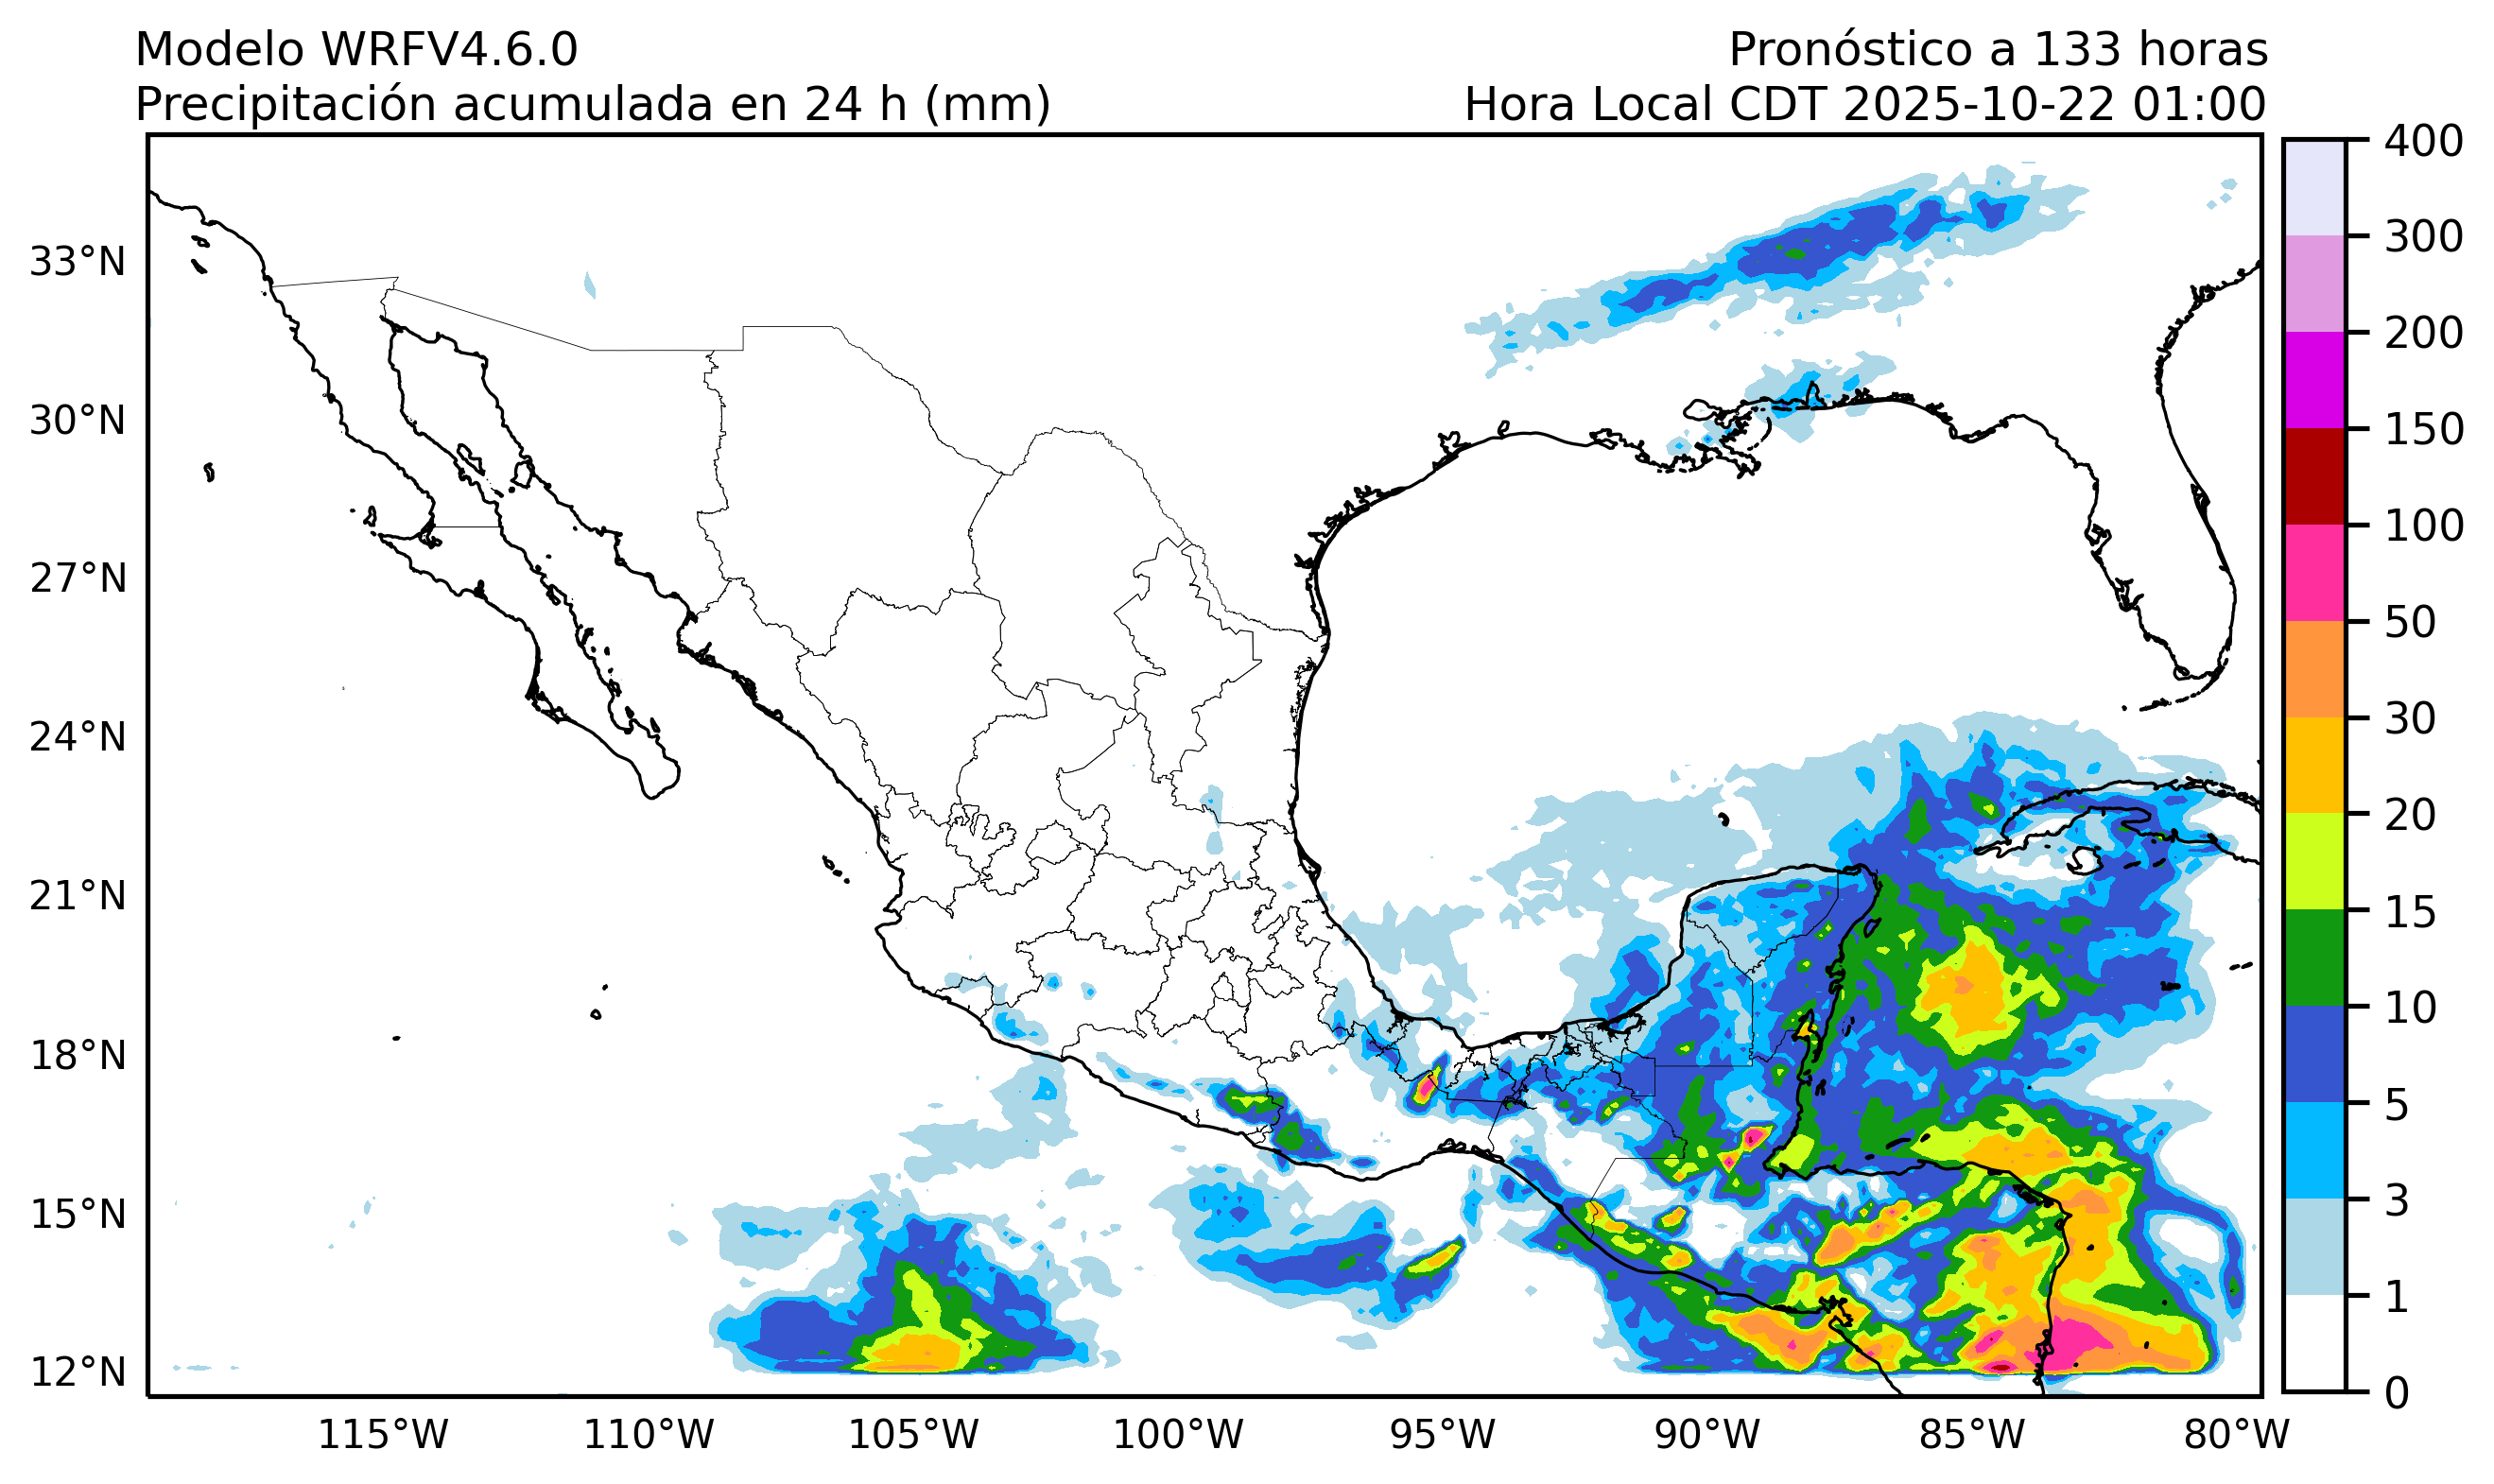 Modelo WRFV4.6.0
Pronóstico a 133 horas
Precipitación acumulada en 24 h (mm)
Hora Local CDT 2025-10-22 01:00
33°N
30°N
27°N
24°N
21°N
18°N
15°N
12°N
115°W
110°W
105°W
100°W
95°W
90°W
85°W
80°W
400
300
200
150
100
50
30
20
15
10
5
3
1
0